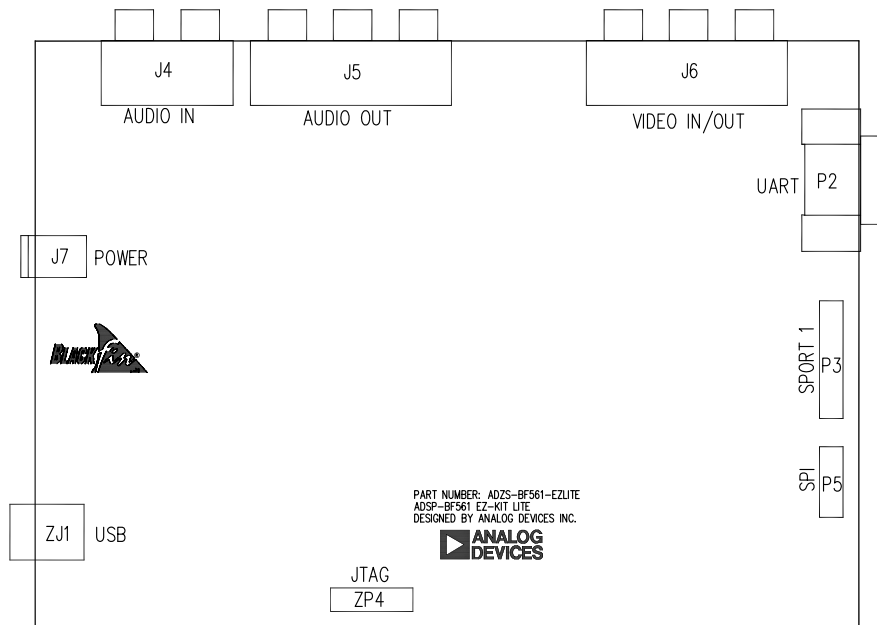 J4
J5
J6
AUDIO IN
AUDIO OUT
VIDEO IN/OUT
UART
P2
J7
POWER
BLACKfin®
SPORT 1
P3
SPI
P5
PART NUMBER: ADZS-BF561-EZLITE
ADSP-BF561 EZ-KIT LITE
DESIGNED BY ANALOG DEVICES INC.
ANALOG
DEVICES
ZJ1
USB
JTAG
ZP4